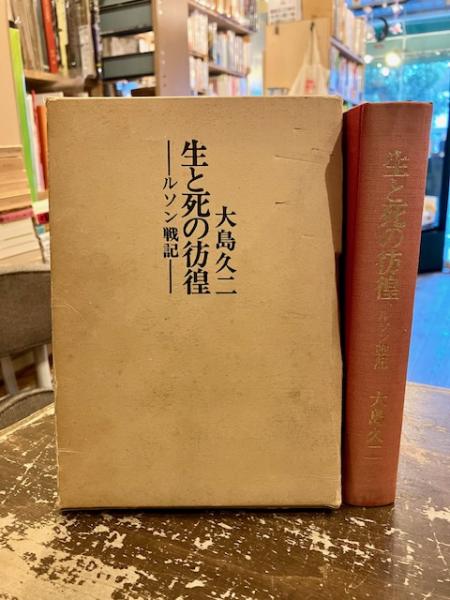 大島久二
生と死の彷徨
――ルソン戦記――
生と死の彷徨
ルソン戦記
大島久二